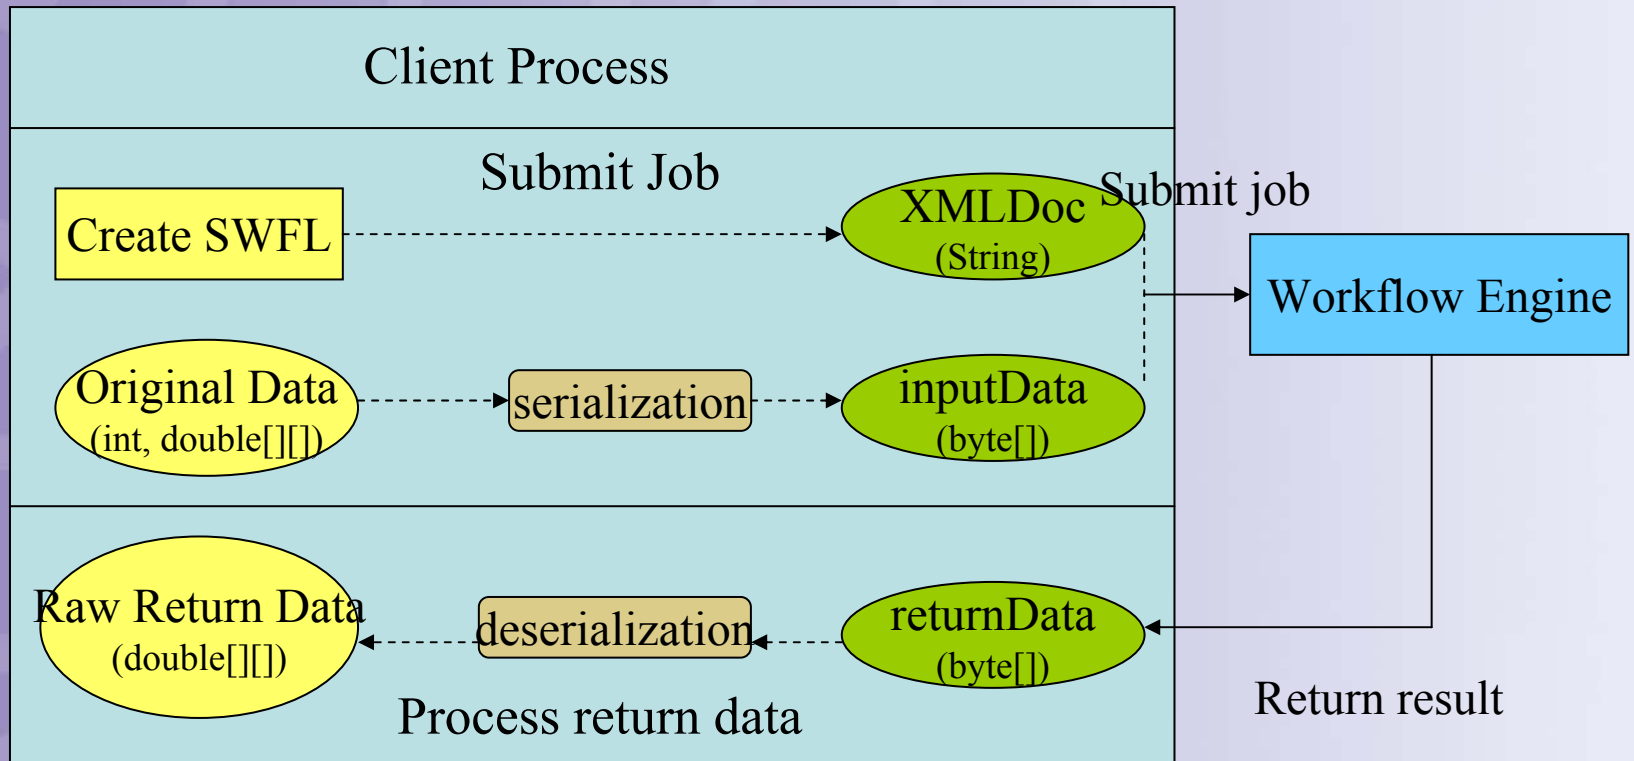 Client Process
Submit Job
Submit job
Create SWFL
XMLDoc
(String)
Workflow Engine
Original Data
(int, double[][])
serialization
inputData
(byte[])
Raw Return Data
(double[][])
deserialization
returnData
(byte[])
Process return data
Return result